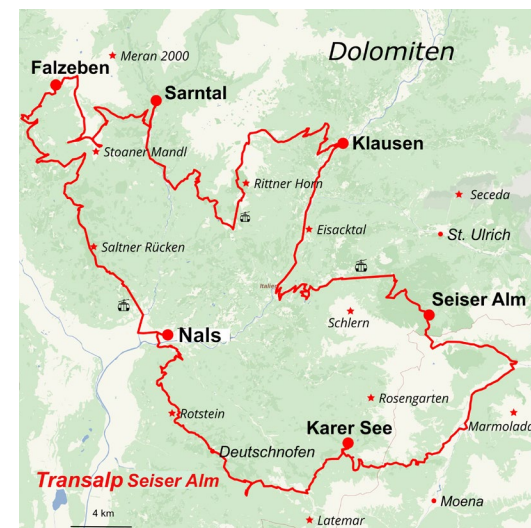 Dolomiten
Meran 2000
Falzeben
Sarntal
Klausen
Stoaner Mandl
Rittner Horn
Seceda
Eisacktal
St. Ulrich
Saltner Rücken
Italien
Seiser Alm
Schlern
Nals
Rosengarten
Rotstein
Marmolada
Karer See
Deutschnofen
Transalp Seiser Alm
Moena
4 km
Latemar